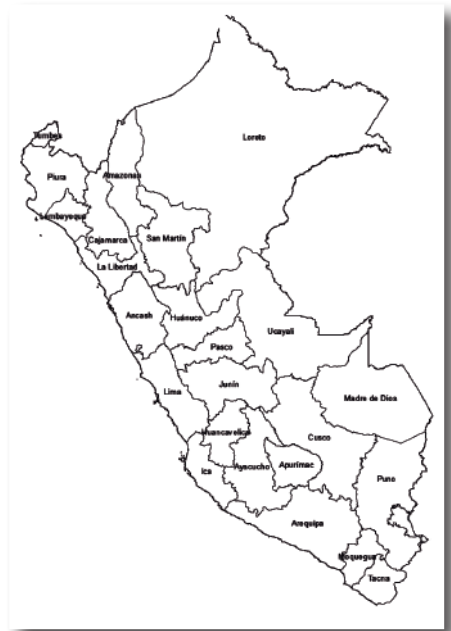 Loreto
Tumbes
Piura
Amazonas
Lambayeque
Cajamarca
San Martín
La Libertad
Ancash
Huánuco
Ucayali
Pasco
Junín
Lima
Madre de Dios
Huancavelica
Cusco
Ica
Ayacucho
Apurímac
Puno
Arequipa
Moquegua
Tacna